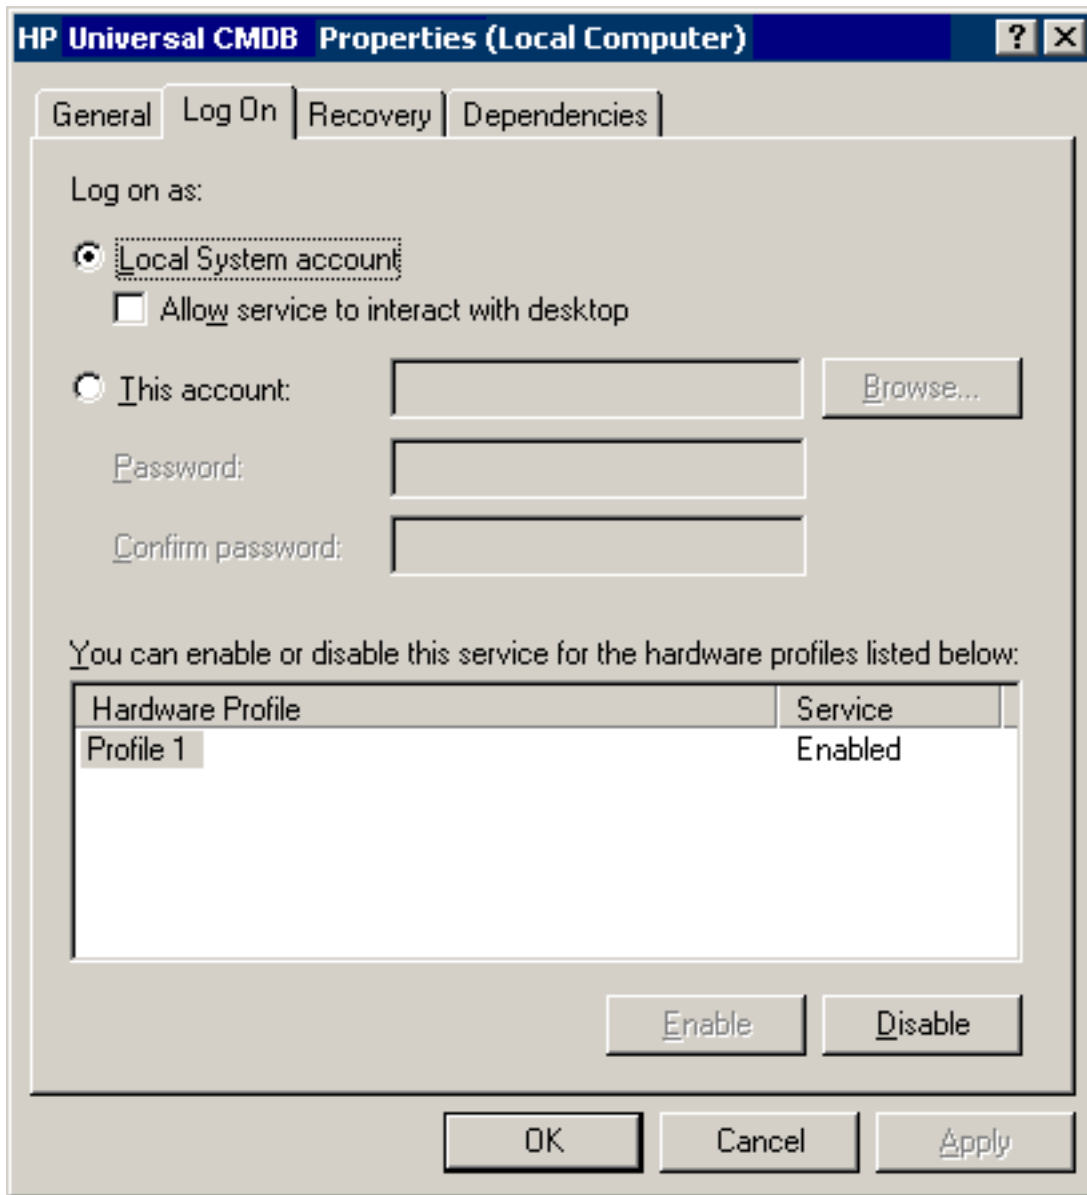 HP Universal CMDB Properties (Local Computer) ? X
General Log On Recovery Dependencies
Log on as:
Local System account
Allow service to interact with desktop
This account: Browse...
Password:
Confirm password:
You can enable or disable this service for the hardware profiles listed below:
Hardware Profile Service
Profile 1 Enabled
Enable Disable
OK Cancel Apply